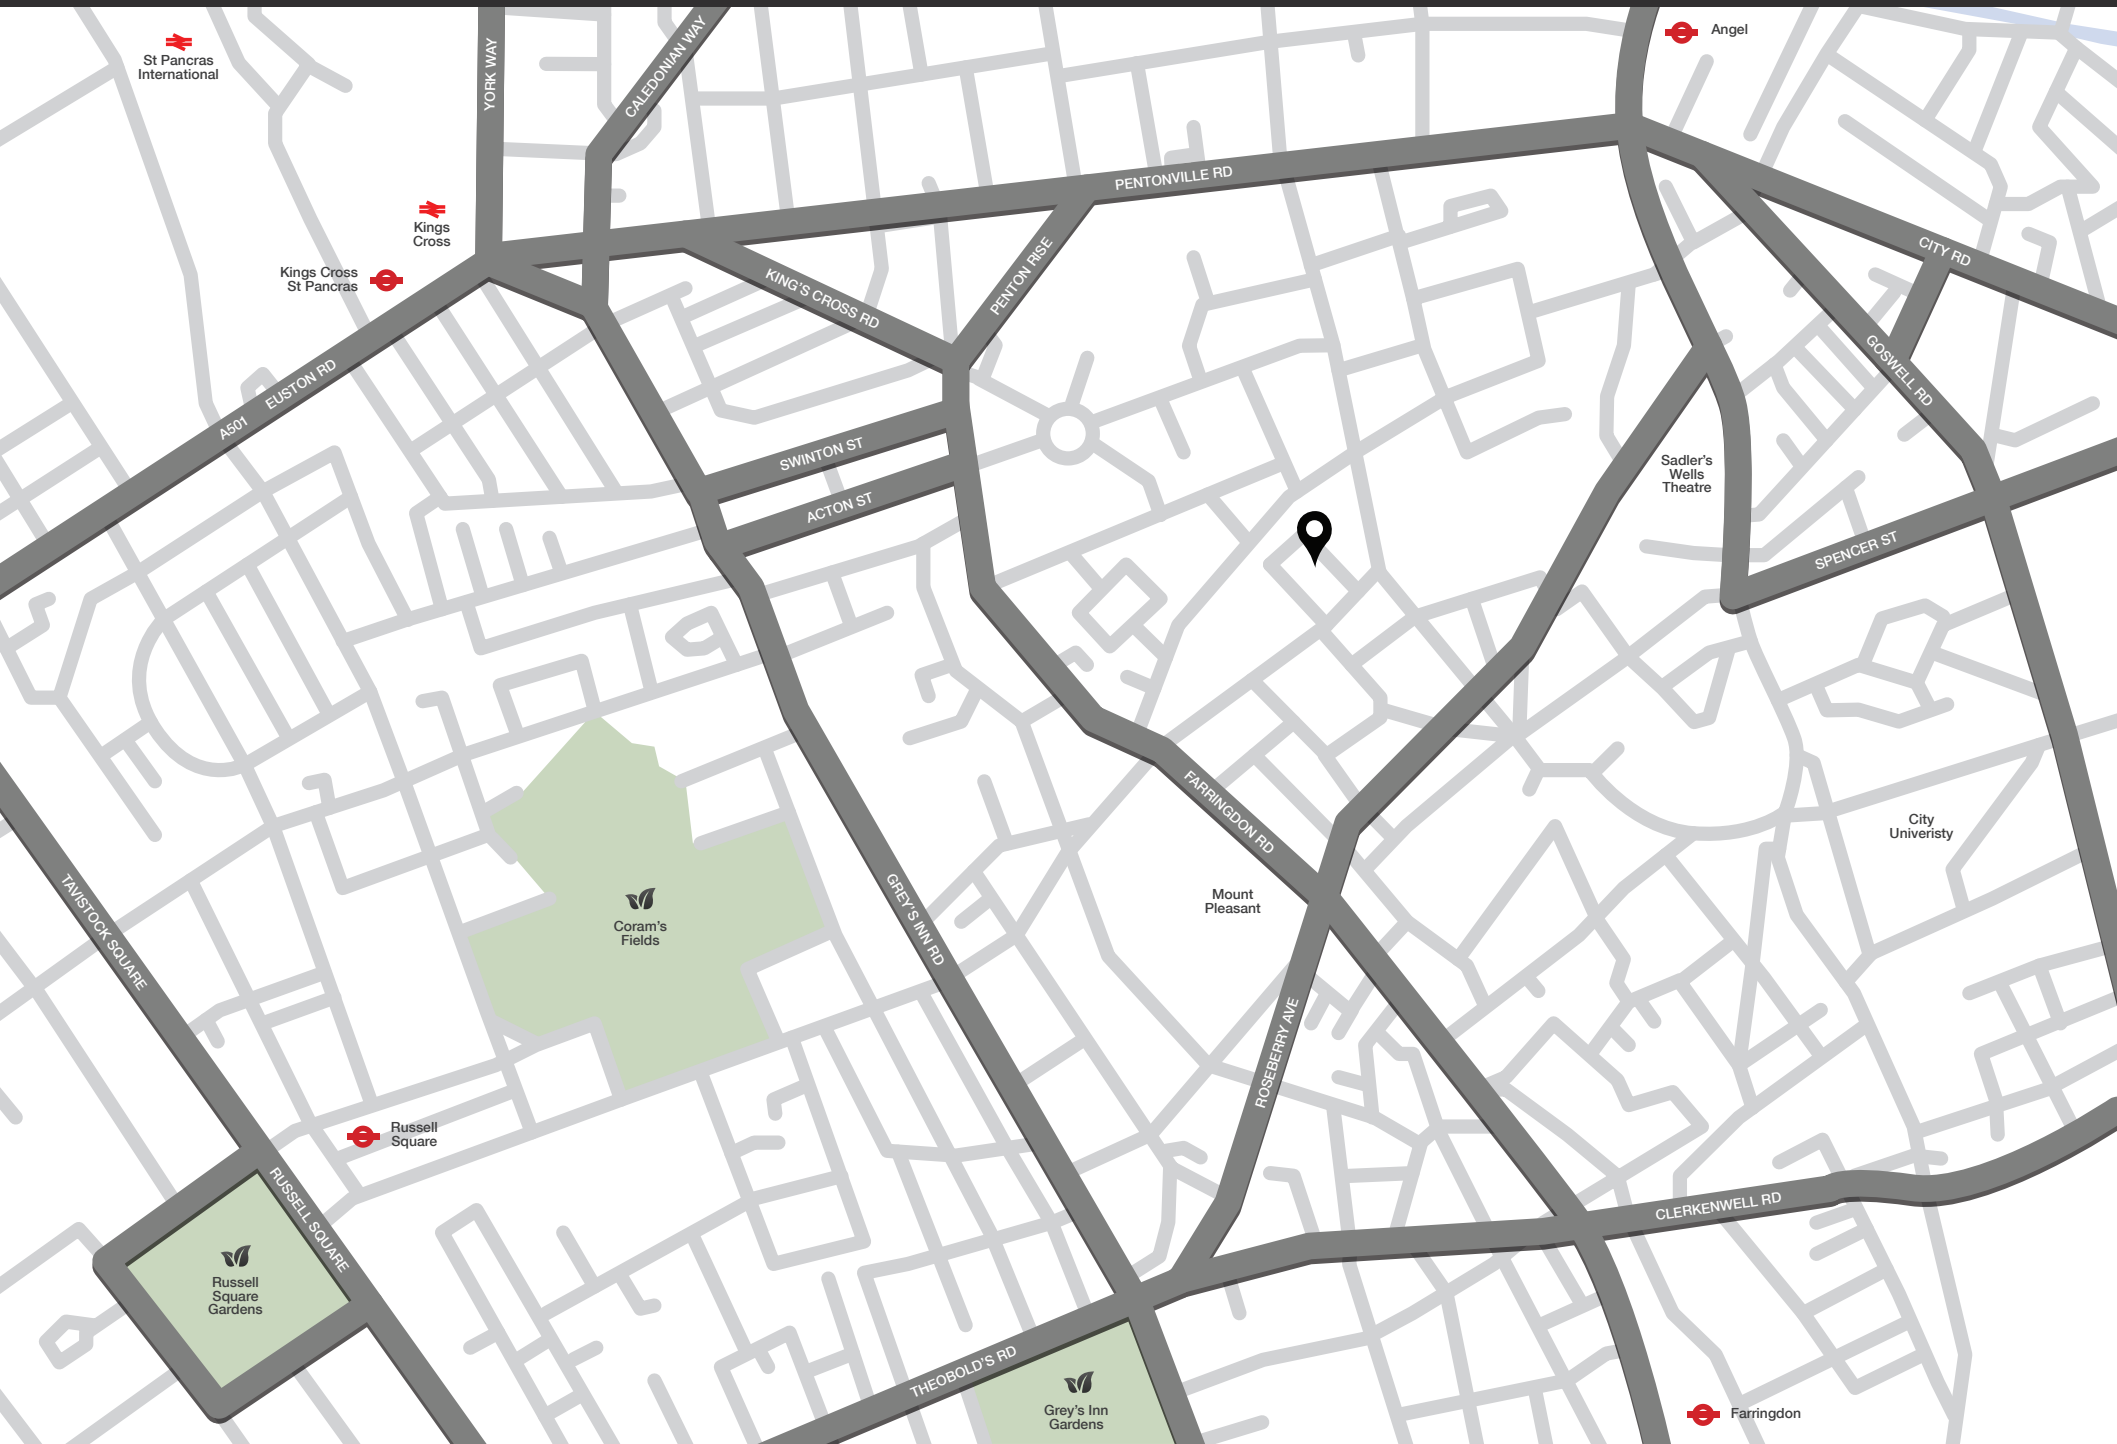 St Pancras
International
YORK WAY
CALEDONIAN WAY
Angel
Kings
Cross
Kings Cross
St Pancras
PENTONVILLE RD
KING'S CROSS RD
PENTON RISE
CITY RD
GOSWELL RD
A501
EUSTON RD
SWINTON ST
ACTON ST
Sadler's
Wells
Theatre
SPENCER ST
FARRINGDON RD
City
Univeristy
Mount
Pleasant
TAVISTOCK SQUARE
Coram's
Fields
GREY'S INN RD
ROSEBERRY AVE
Russell
Square
RUSSELL SQUARE
CLERKENWELL RD
Russell
Square
Gardens
THEOBOLD'S RD
Grey's Inn
Gardens
Farringdon